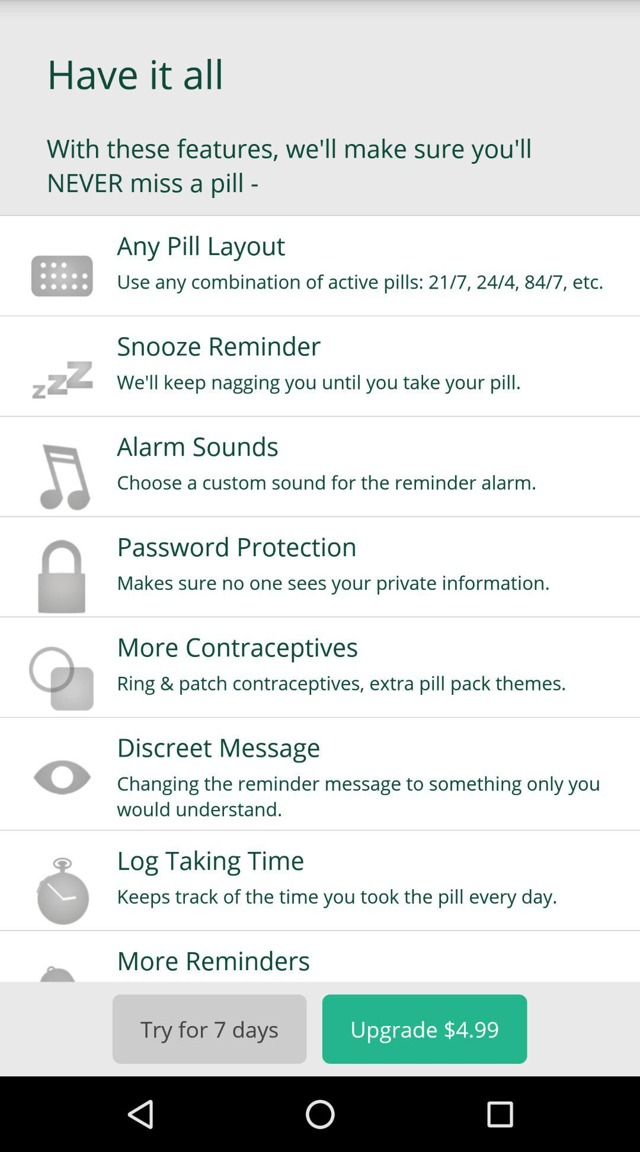 Have it all
With these features, we'll make sure you'll
NEVER miss a pill -
Any Pill Layout
Use any combination of active pills: 21/7, 24/4, 84/7, etc.
Snooze Reminder
We'll keep nagging you until you take your pill.
Alarm Sounds
Choose a custom sound for the reminder alarm.
Password Protection
Makes sure no one sees your private information.
More Contraceptives
Ring & patch contraceptives, extra pill pack themes.
Discreet Message
Changing the reminder message to something only you
would understand.
Log Taking Time
Keeps track of the time you took the pill every day.
More Reminders
Try for 7 days
Upgrade $4.99